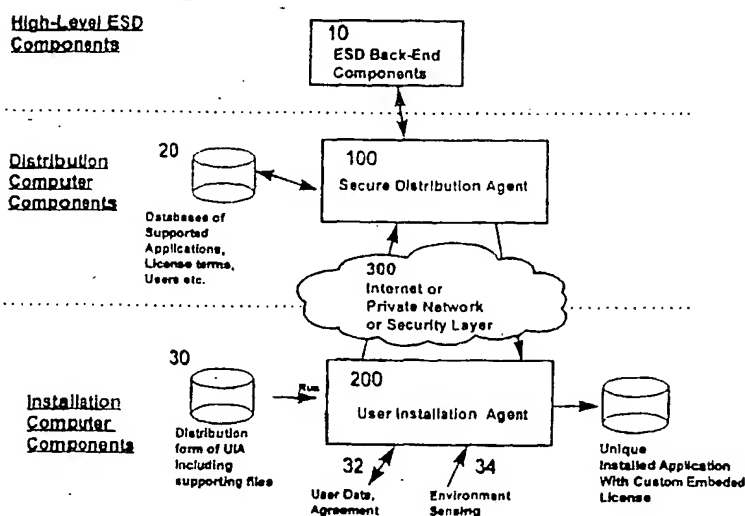 High-Level ESD
Components
10
ESD Back-End
Components
Distribution
Computer
Components
20
Databases of
Supported
Applications,
License terms,
Users etc.
100
Secure Distribution Agent
300
Internet or
Private Network
or Security Layer
Installation
Computer
Components
30
Distribution
form of UIA
including
supporting files
Run
200
User Installation Agent
32
User Data,
Agreement
34
Environment
Sensing
Unique
Installed Application
With Custom Embeded
License